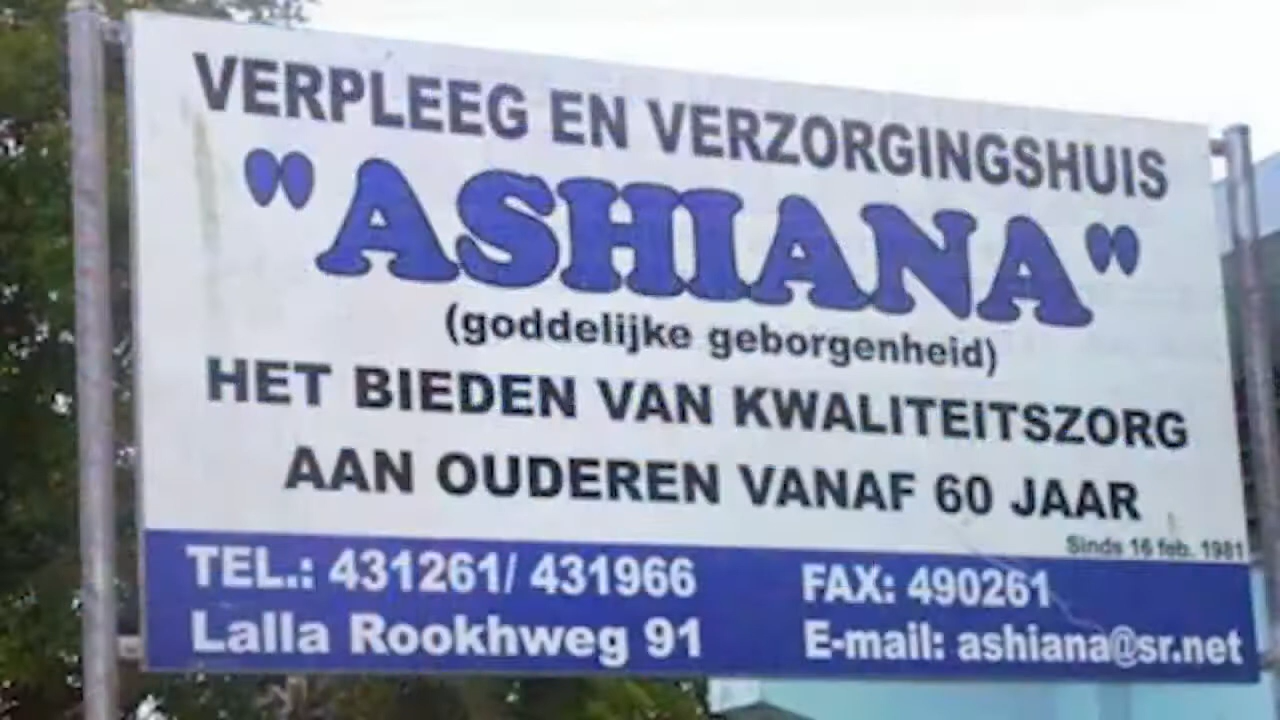 VERPLEEG EN VERZORGINGSHUIS
"ASHIANA"
(goddelijke geborgenheid)
HET BIEDEN VAN KWALITEITSZORG
AAN OUDEREN VANAF 60 JAAR
Sinds 16 feb. 1981
TEL.: 431261/ 431966 FAX: 490261
Lalla Rookhweg 91 E-mail: ashiana@sr.net